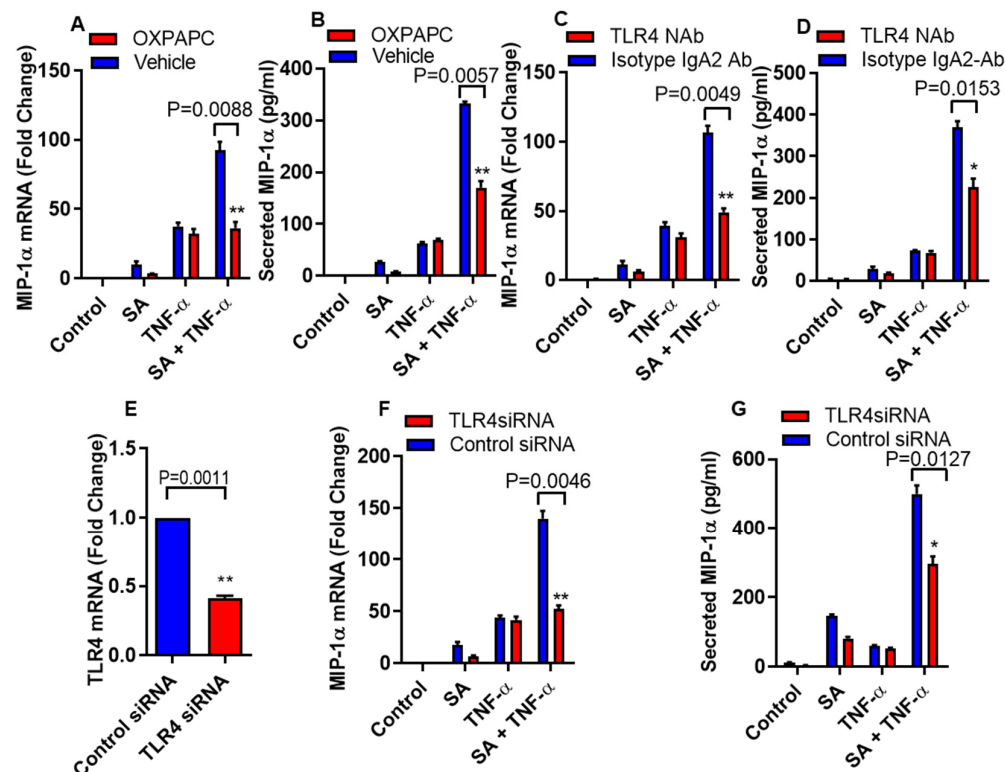 A
OXPAPC
Vehicle
MIP-1α mRNA (Fold Change)
150
100
50
0
P=0.0088
**
Control
SA
TNF-α
SA + TNF-α
B
OXPAPC
Vehicle
Secreted MIP-1α (pg/ml)
400
300
200
100
0
P=0.0057
**
Control
SA
TNF-α
SA + TNF-α
C
TLR4 NAb
Isotype IgA2 Ab
MIP-1α mRNA (Fold Change)
150
100
50
0
P=0.0049
**
Control
SA
TNF-α
SA + TNF-α
D
TLR4 NAb
Isotype IgA2-Ab
Secreted MIP-1α (pg/ml)
500
400
300
200
100
0
P=0.0153
*
Control
SA
TNF-α
SA + TNF-α
E
TLR4 mRNA (Fold Change)
1.5
1.0
0.5
0.0
P=0.0011
**
Control siRNA
TLR4 siRNA
F
TLR4siRNA
Control siRNA
MIP-1α mRNA (Fold Change)
200
150
100
50
0
P=0.0046
**
Control
SA
TNF-α
SA + TNF-α
G
TLR4siRNA
Control siRNA
Secreted MIP-1α (pg/ml)
600
400
200
0
P=0.0127
*
Control
SA
TNF-α
SA + TNF-α